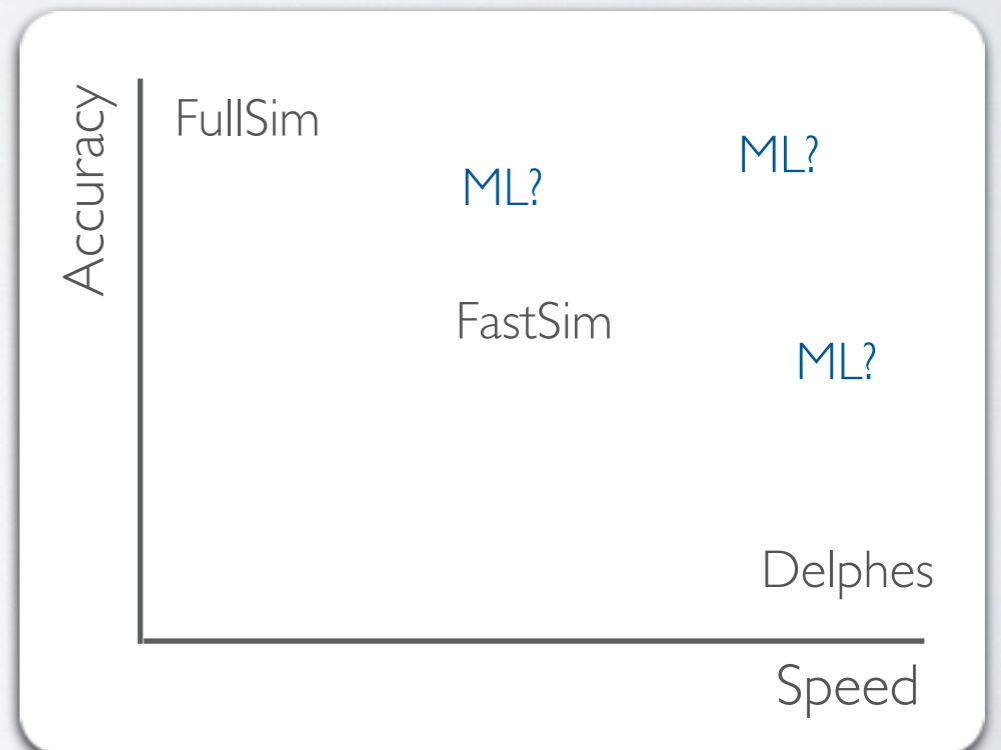 Accuracy
FullSim
ML?
ML?
FastSim
ML?
Delphes
Speed